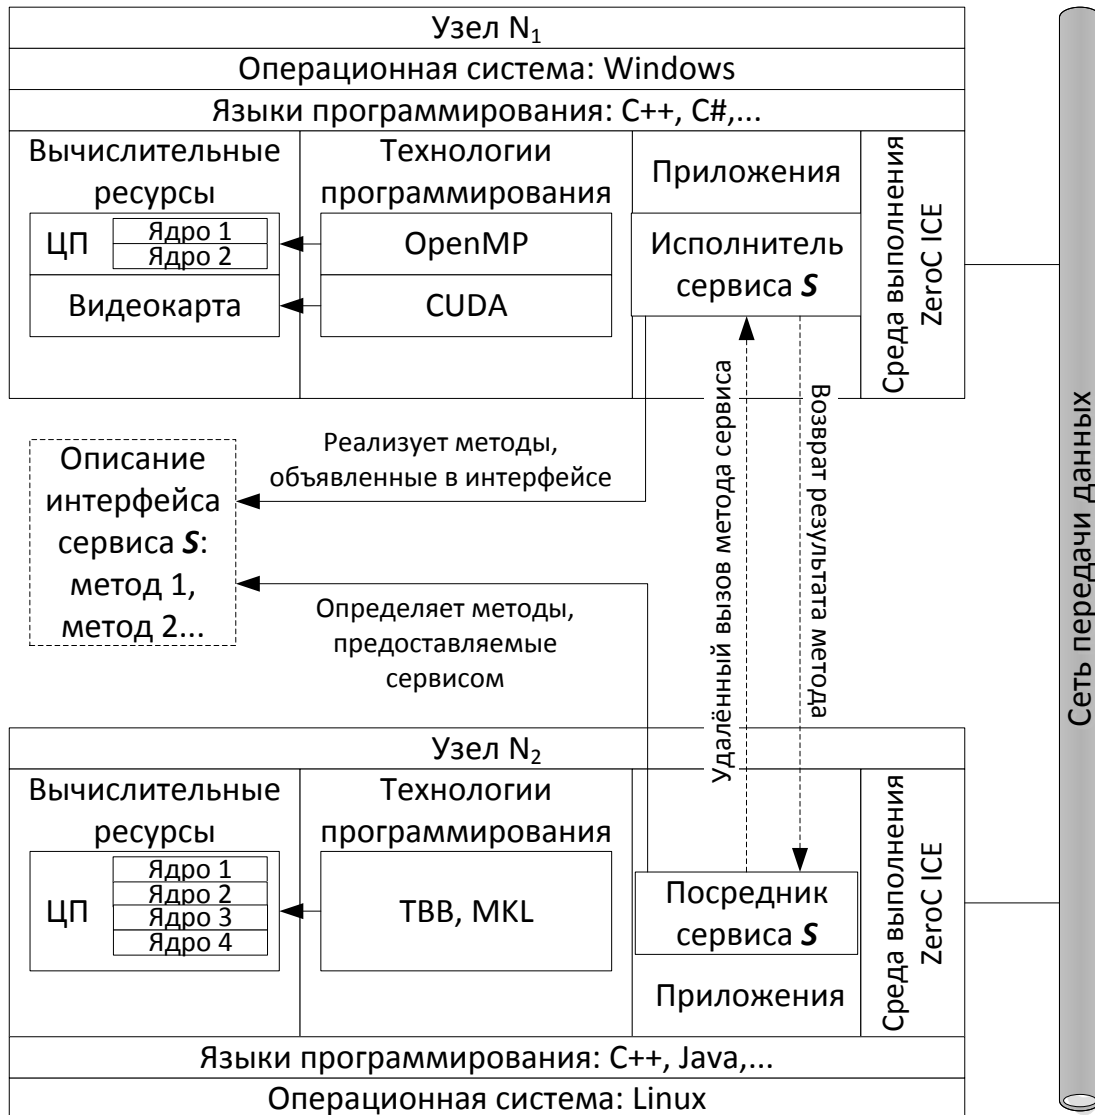 Узел N1
Операционная система: Windows
Языки программирования: C++, C#,...
Вычислительные
ресурсы
ЦП
Ядро 1
Ядро 2
Видеокарта
Технологии
программирования
OpenMP
CUDA
Приложения
Исполнитель
сервиса S
Среда выполнения
ZeroC ICE
Реализует методы,
объявленные в интерфейсе
Описание
интерфейса
сервиса S:
метод 1,
метод 2...
Определяет методы,
предоставляемые
сервисом
Удалённый вызов метода сервиса
Возврат результата метода
Сеть передачи данных
Узел N2
Вычислительные
ресурсы
ЦП
Ядро 1
Ядро 2
Ядро 3
Ядро 4
Технологии
программирования
TBB, MKL
Посредник
сервиса S
Приложения
Среда выполнения
ZeroC ICE
Языки программирования: C++, Java,...
Операционная система: Linux